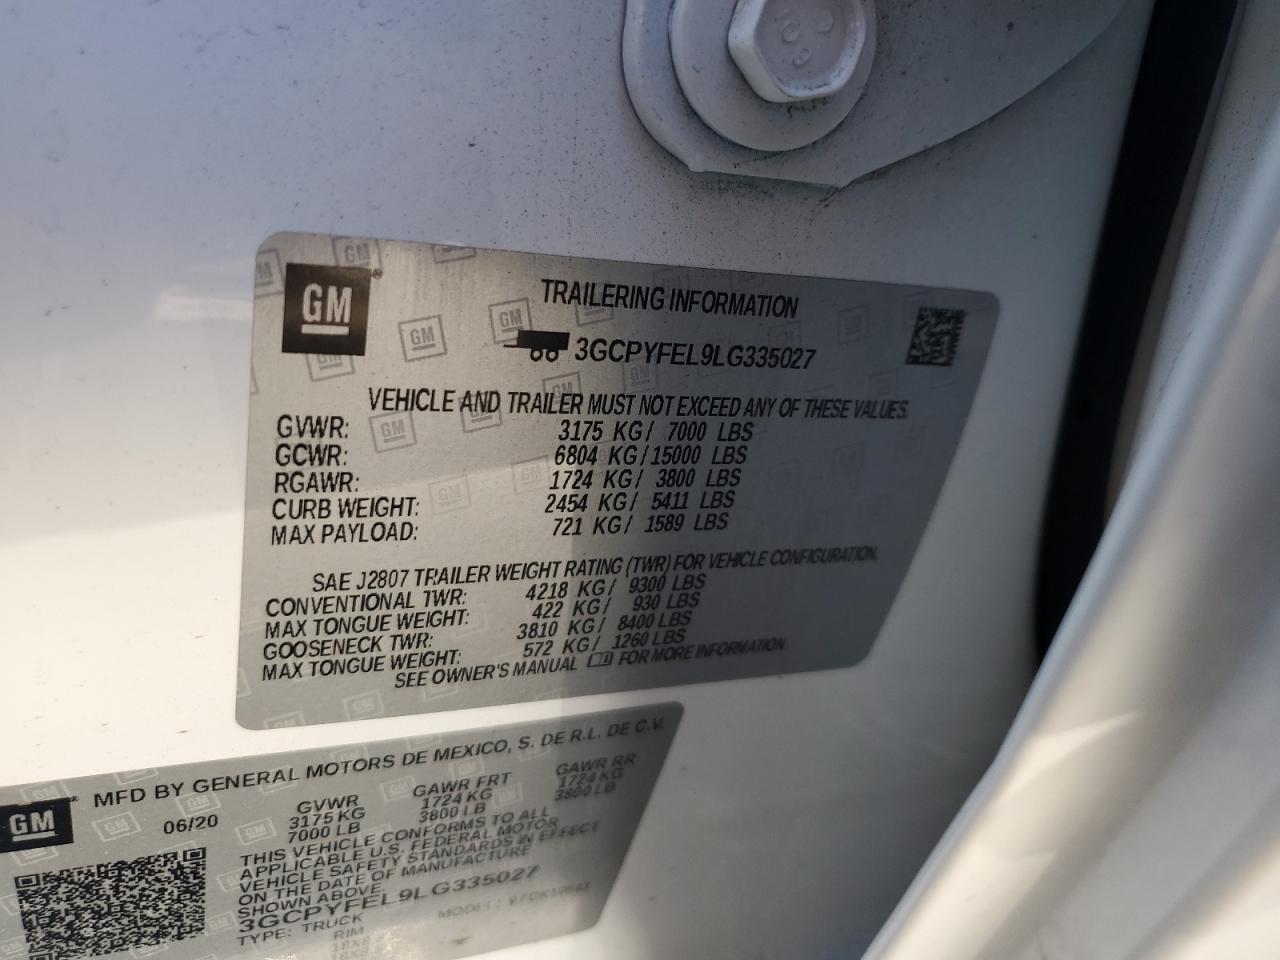 GM
TRAILERING INFORMATION
3GCPYFEL9LG335027
VEHICLE AND TRAILER MUST NOT EXCEED ANY OF THESE VALUES.
GVWR: 3175 KG/ 7000 LBS
GCWR: 6804 KG/15000 LBS
RGAWR: 1724 KG/ 3800 LBS
CURB WEIGHT: 2454 KG/ 5411 LBS
MAX PAYLOAD: 721 KG/ 1589 LBS
SAE J2807 TRAILER WEIGHT RATING (TWR) FOR VEHICLE CONFIGURATION.
CONVENTIONAL TWR: 4218 KG/ 9300 LBS
MAX TONGUE WEIGHT: 422 KG/ 930 LBS
GOOSENECK TWR: 3810 KG/ 8400 LBS
MAX TONGUE WEIGHT: 572 KG/ 1260 LBS
SEE OWNER'S MANUAL FOR MORE INFORMATION
GM
MFD BY GENERAL MOTORS DE MEXICO, S. DE R.L. DE C.V.
06/20 GVWR GAWR FRT GAWR RR
3175 KG 1724 KG 1724 KG
7000 LB 3800 LB 3800 LB
THIS VEHICLE CONFORMS TO ALL
APPLICABLE U.S. FEDERAL MOTOR
VEHICLE SAFETY STANDARDS IN EFFECT
ON THE DATE OF MANUFACTURE
SHOWN ABOVE.
3GCPYFEL9LG335027
TYPE: TRUCK MODEL:
RIM